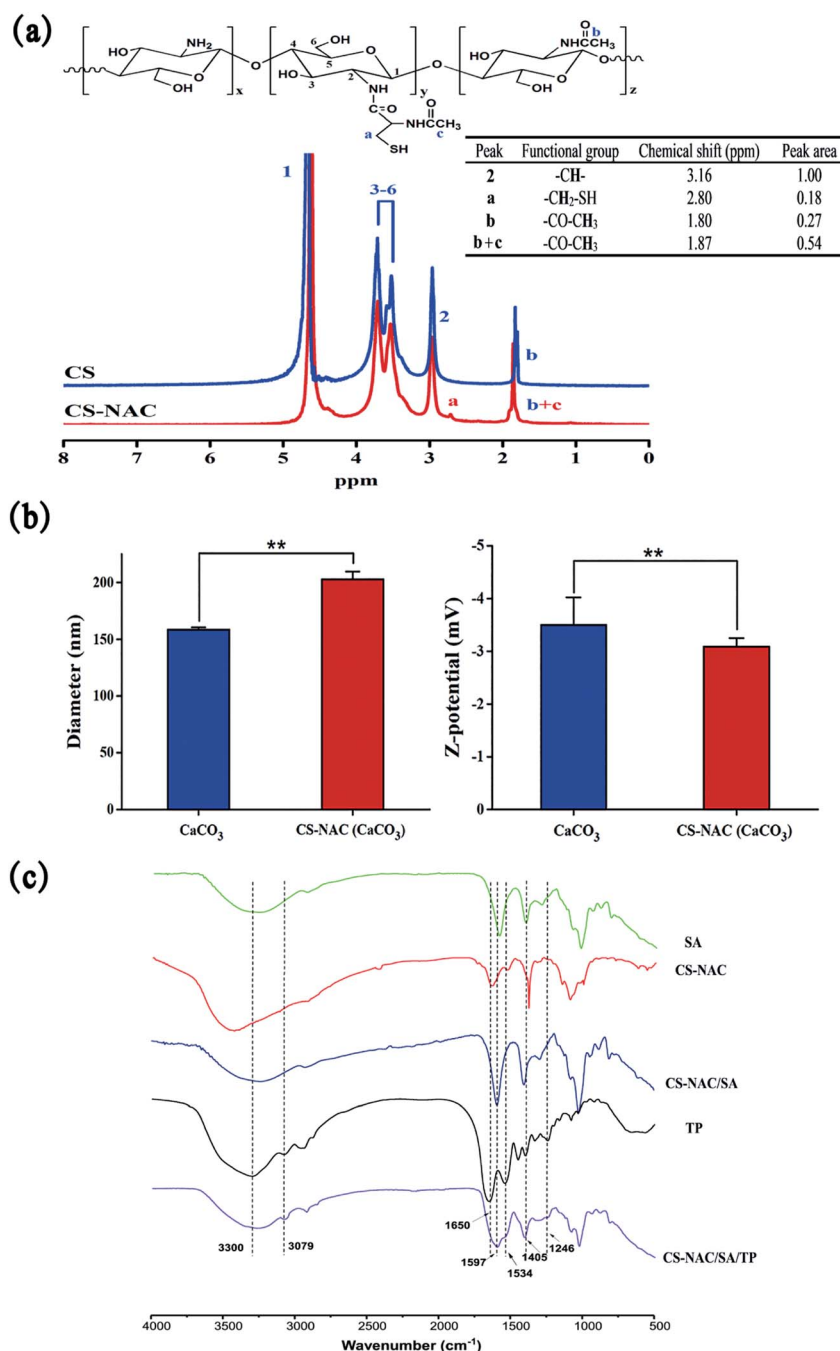 (a)
NH₂
HO
OH
x
6 OH
4
5
O
1
HO
3
2
NH
y
C=O
O
NHCCH₃
a
c
SH
O b
NHCCH₃
HO
OH
z
O
Peak Functional group Chemical shift (ppm) Peak area
2 -CH- 3.16 1.00
a -CH₂-SH 2.80 0.18
b -CO-CH₃ 1.80 0.27
b+c -CO-CH₃ 1.87 0.54
1
3-6
2
b
CS
a
b+c
CS-NAC
8 7 6 5 4 3 2 1 0
ppm
(b)
**
200
150
100
50
0
Diameter (nm)
CaCO₃ CS-NAC (CaCO₃)
**
-5
-4
-3
-2
-1
0
Z-potential (mV)
CaCO₃ CS-NAC (CaCO₃)
(c)
SA
CS-NAC
CS-NAC/SA
TP
CS-NAC/SA/TP
3300
3079
1650
1597
1534
1405
1246
4000 3500 3000 2500 2000 1500 1000 500
Wavenumber (cm⁻¹)